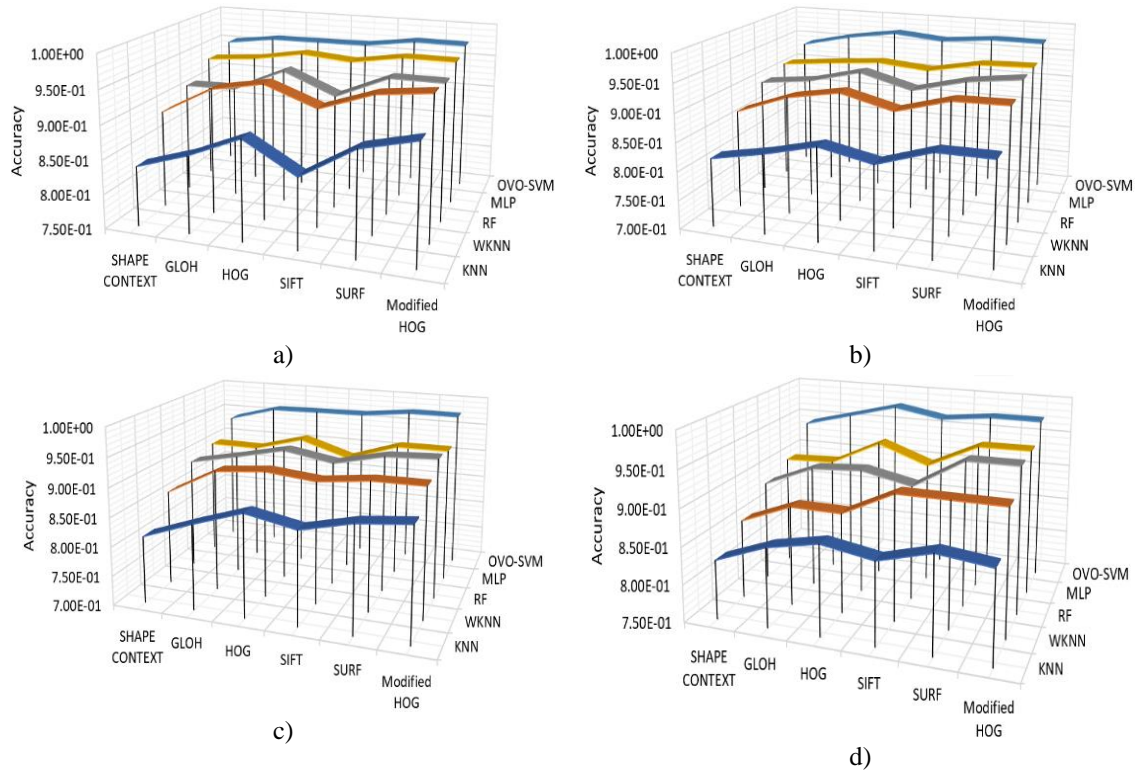 1.00E+00
9.50E-01
9.00E-01
8.50E-01
8.00E-01
7.50E-01
Accuracy
SHAPE
CONTEXT
GLOH
HOG
SIFT
SURF
Modified
HOG
KNN
WKNN
RF
MLP
OVO-SVM
a)
1.00E+00
9.50E-01
9.00E-01
8.50E-01
8.00E-01
7.50E-01
7.00E-01
Accuracy
SHAPE
CONTEXT
GLOH
HOG
SIFT
SURF
Modified
HOG
KNN
WKNN
RF
MLP
OVO-SVM
b)
1.00E+00
9.50E-01
9.00E-01
8.50E-01
8.00E-01
7.50E-01
7.00E-01
Accuracy
SHAPE
CONTEXT
GLOH
HOG
SIFT
SURF
Modified
HOG
KNN
WKNN
RF
MLP
OVO-SVM
c)
1.00E+00
9.50E-01
9.00E-01
8.50E-01
8.00E-01
7.50E-01
Accuracy
SHAPE
CONTEXT
GLOH
HOG
SIFT
SURF
Modified
HOG
KNN
WKNN
RF
MLP
OVO-SVM
d)